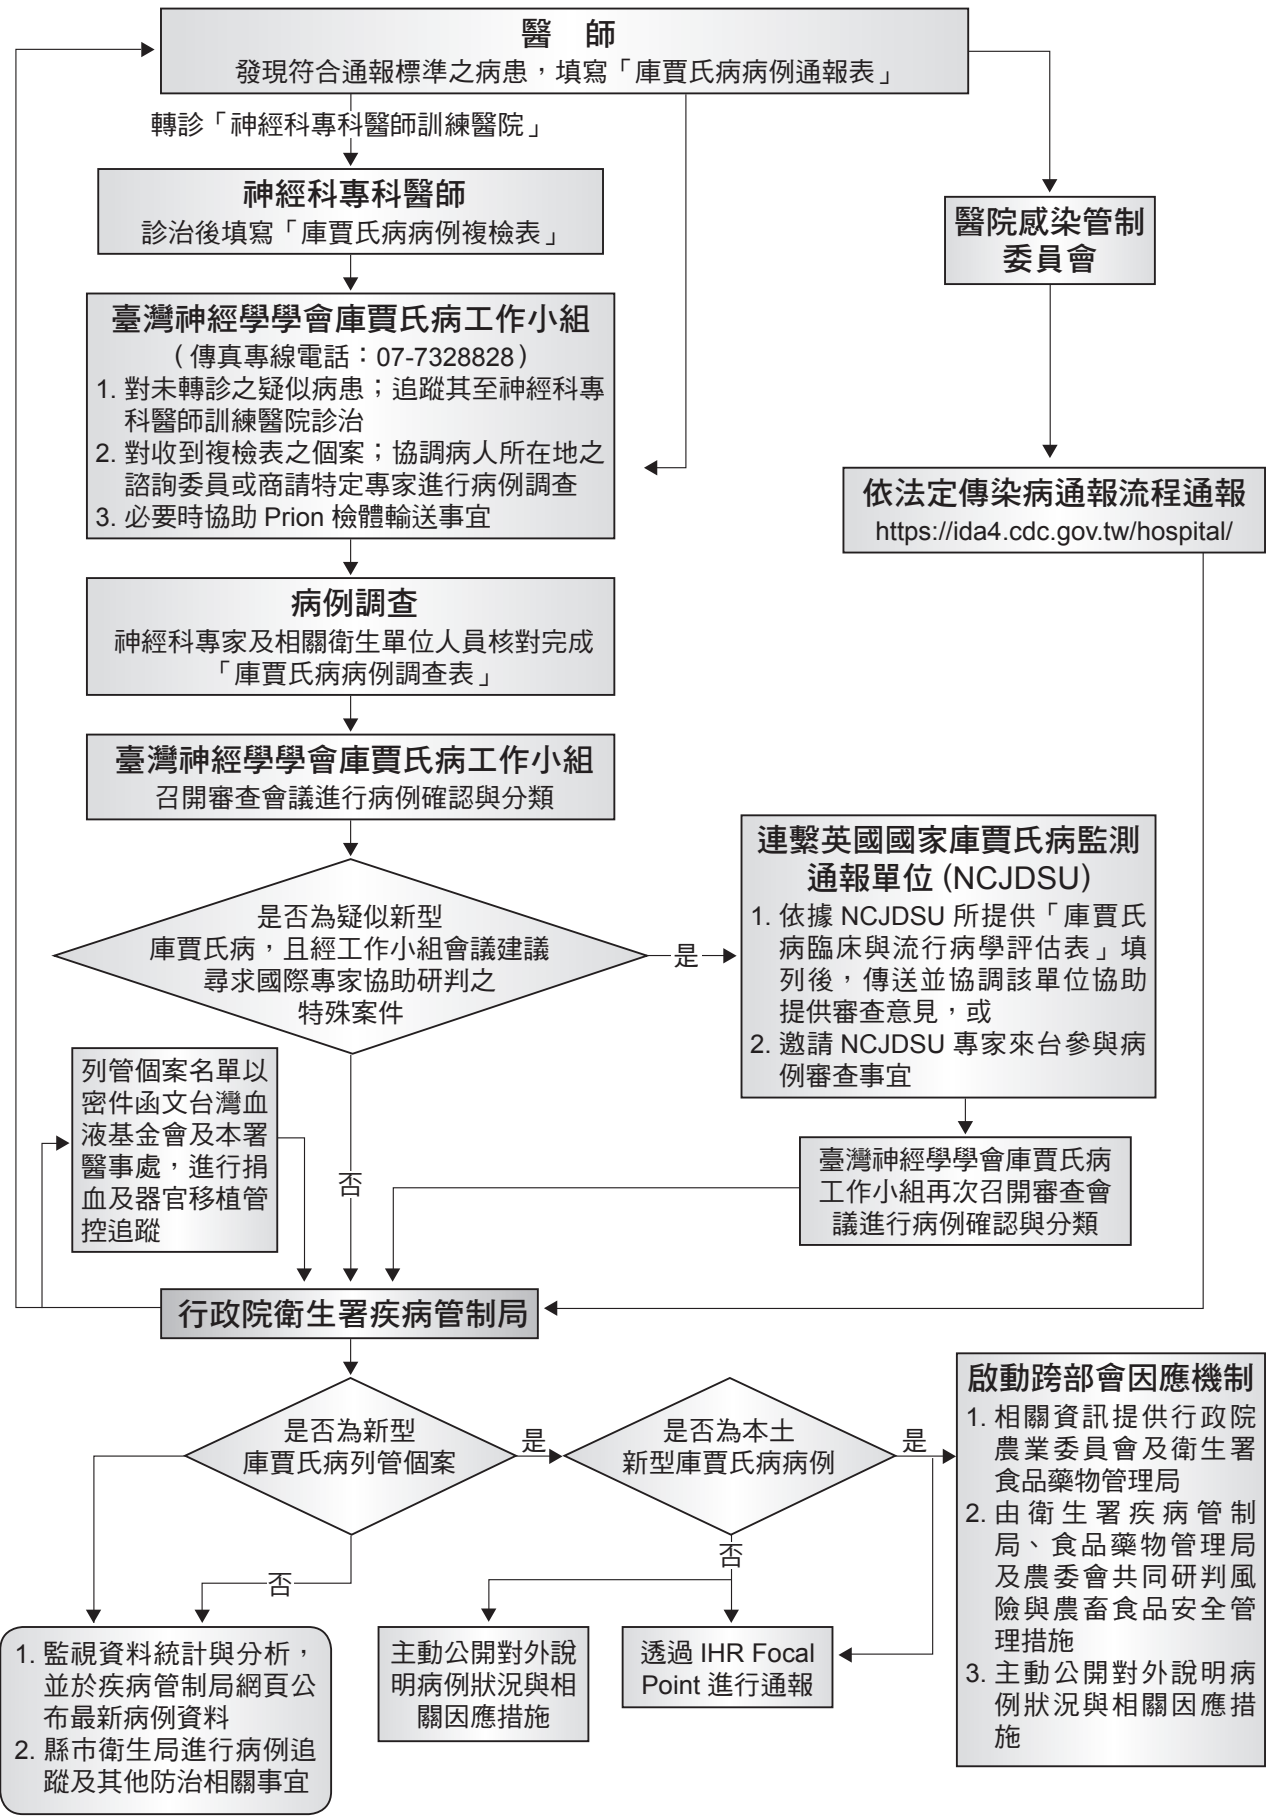 醫　師
發現符合通報標準之病患，填寫「庫賈氏病病例通報表」
轉診「神經科專科醫師訓練醫院」
神經科專科醫師
診治後填寫「庫賈氏病病例複檢表」
醫院感染管制
委員會
臺灣神經學學會庫賈氏病工作小組
（傳真專線電話：07-7328828）
1. 對未轉診之疑似病患；追蹤其至神經科專
科醫師訓練醫院診治
2. 對收到複檢表之個案；協調病人所在地之
諮詢委員或商請特定專家進行病例調查
3. 必要時協助 Prion 檢體輸送事宜
依法定傳染病通報流程通報
https://ida4.cdc.gov.tw/hospital/
病例調查
神經科專家及相關衛生單位人員核對完成
「庫賈氏病病例調查表」
臺灣神經學學會庫賈氏病工作小組
召開審查會議進行病例確認與分類
是否為疑似新型
庫賈氏病，且經工作小組會議建議
尋求國際專家協助研判之
特殊案件
是
連繫英國國家庫賈氏病監測
通報單位 (NCJDSU)
1. 依據 NCJDSU 所提供「庫賈氏
病臨床與流行病學評估表」填
列後，傳送並協調該單位協助
提供審查意見，或
2. 邀請 NCJDSU 專家來台參與病
例審查事宜
列管個案名單以
密件函文台灣血
液基金會及本署
醫事處，進行捐
血及器官移植管
控追蹤
否
臺灣神經學學會庫賈氏病
工作小組再次召開審查會
議進行病例確認與分類
行政院衛生署疾病管制局
是否為新型
庫賈氏病列管個案
是
是否為本土
新型庫賈氏病病例
是
啟動跨部會因應機制
1. 相關資訊提供行政院
農業委員會及衛生署
食品藥物管理局
2. 由衛生署疾病管制
局、食品藥物管理局
及農委會共同研判風
險與農畜食品安全管
理措施
3. 主動公開對外說明病
例狀況與相關因應措
施
否
否
1. 監視資料統計與分析，
並於疾病管制局網頁公
布最新病例資料
2. 縣市衛生局進行病例追
蹤及其他防治相關事宜
主動公開對外說
明病例狀況與相
關因應措施
透過 IHR Focal
Point 進行通報